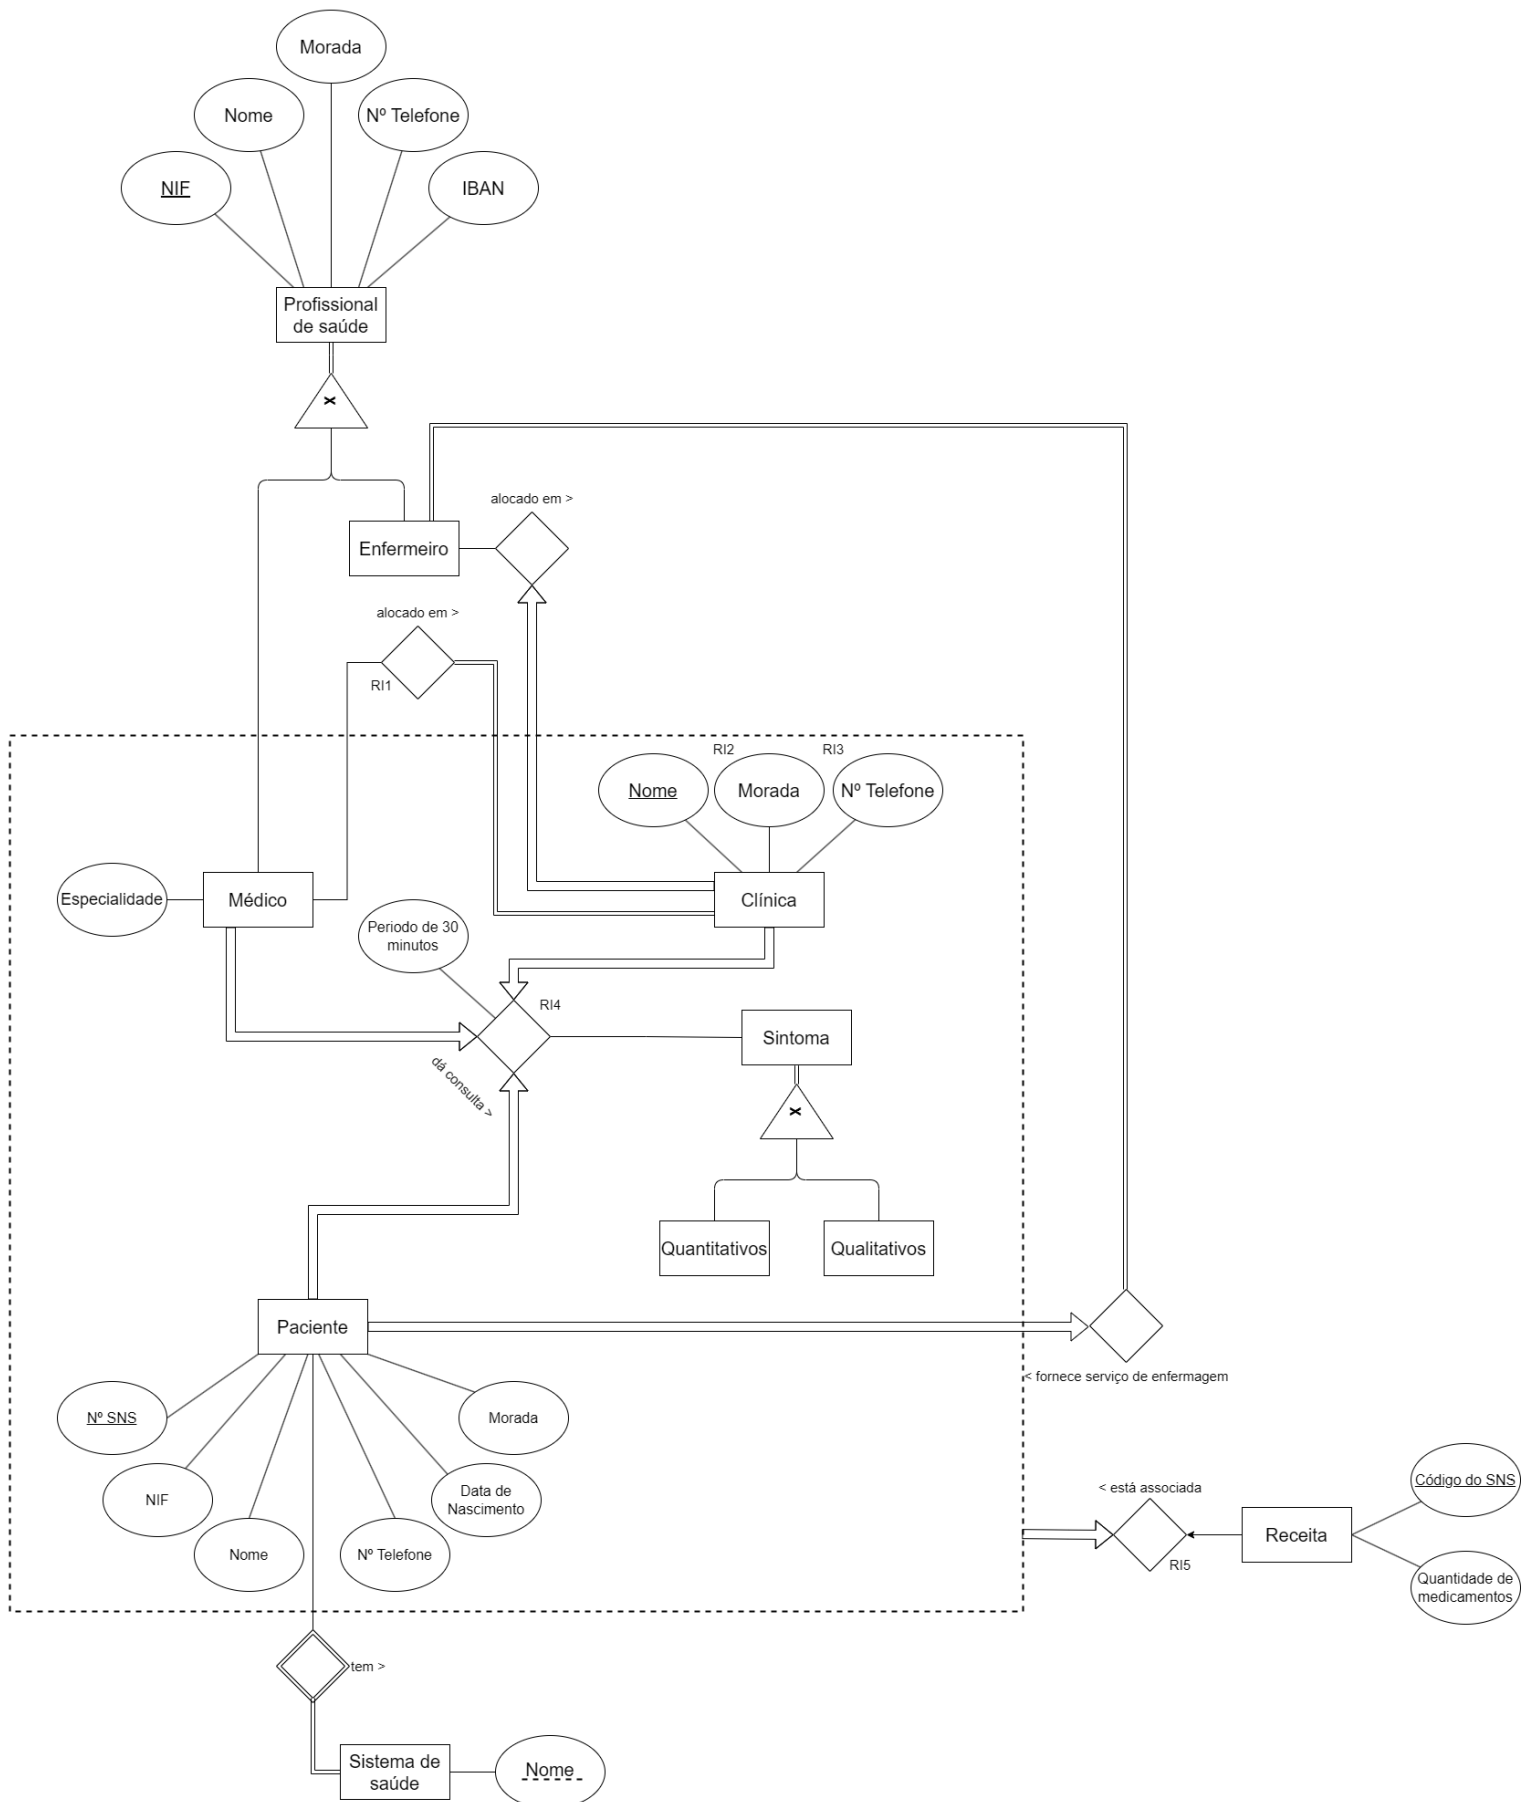 Morada
Nome
Nº Telefone
NIF
IBAN
Profissional
de saúde
x
alocado em >
Enfermeiro
alocado em >
RI1
RI2
RI3
Nome
Morada
Nº Telefone
Especialidade
Médico
Clínica
Periodo de 30
minutos
RI4
Sintoma
dá consulta >
x
Quantitativos
Qualitativos
Paciente
< fornece serviço de enfermagem
Nº SNS
Morada
NIF
Data de
Nascimento
Nome
Nº Telefone
< está associada
Código do SNS
Receita
RI5
Quantidade de
medicamentos
tem >
Sistema de
saúde
Nome